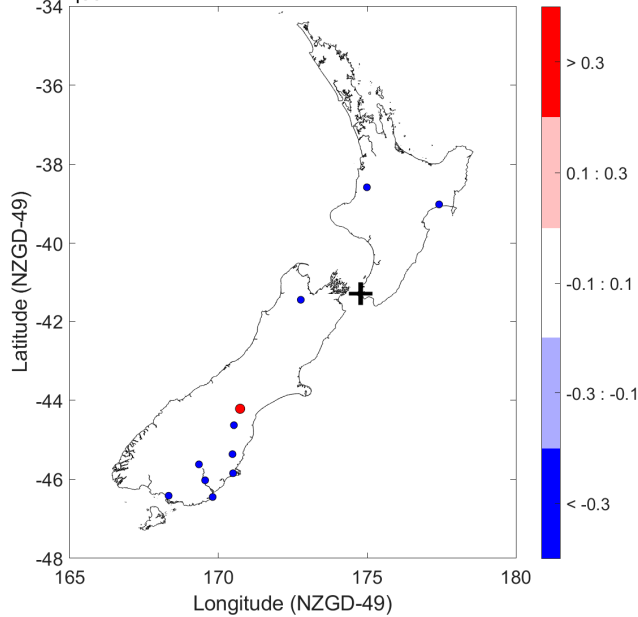 -34
-36
-38
-40
-42
-44
-46
-48
165
170
175
180
Latitude (NZGD-49)
Longitude (NZGD-49)
> 0.3
0.1 : 0.3
-0.1 : 0.1
-0.3 : -0.1
< -0.3